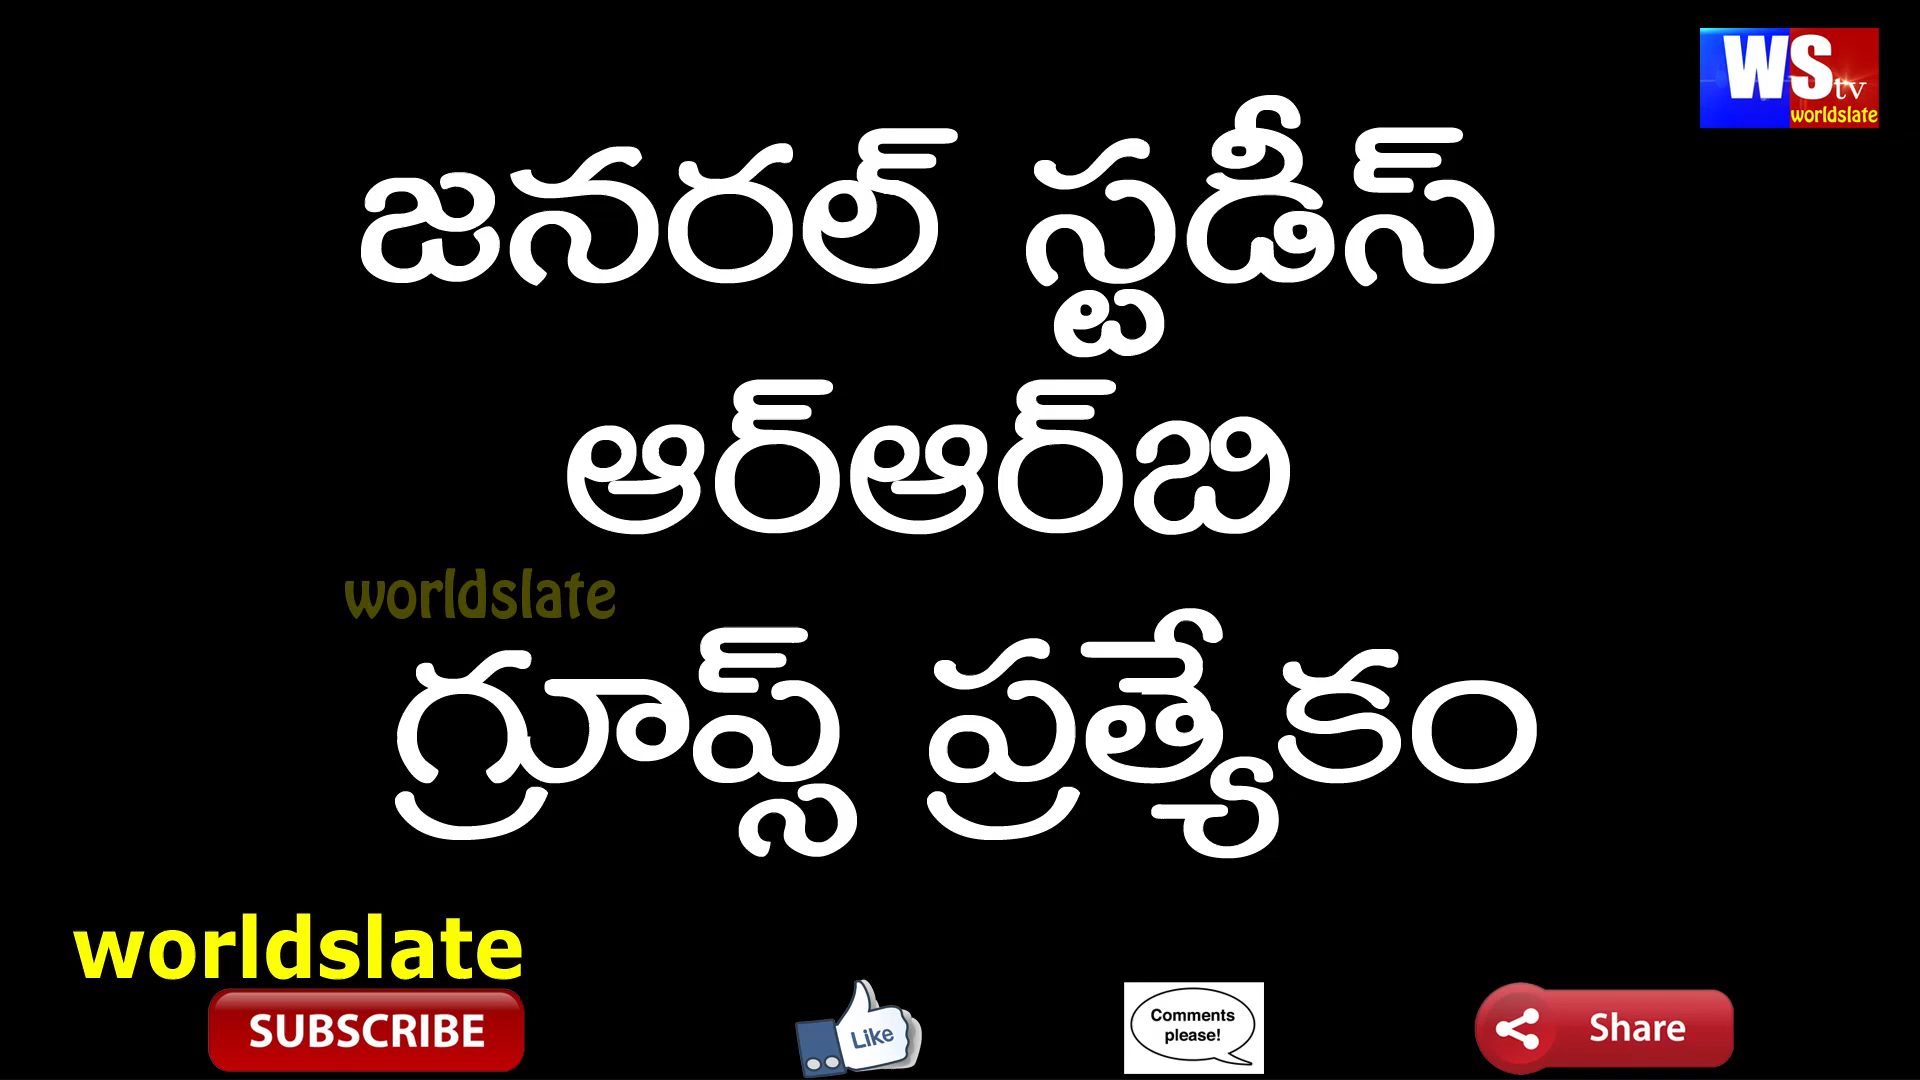 WS tv
worldslate
జనరల్ స్టడీస్
ఆర్ఆర్బి
worldslate
గ్రూప్స్ ప్రత్యేకం
worldslate
SUBSCRIBE
Like
Comments
please!
Share